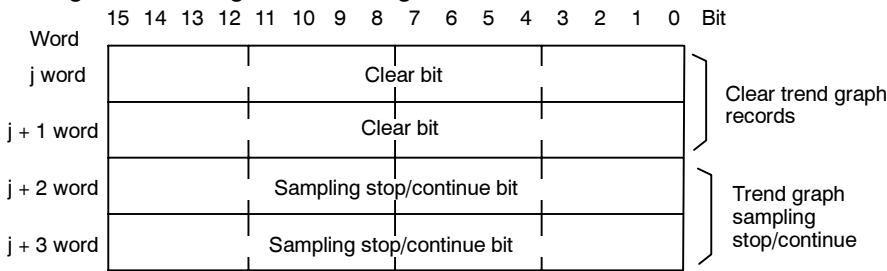 15 14 13 12 11 10 9 8 7 6 5 4 3 2 1 0 Bit
Word
j word Clear bit
j + 1 word Clear bit
Clear trend graph
records
j + 2 word Sampling stop/continue bit
j + 3 word Sampling stop/continue bit
Trend graph
sampling
stop/continue